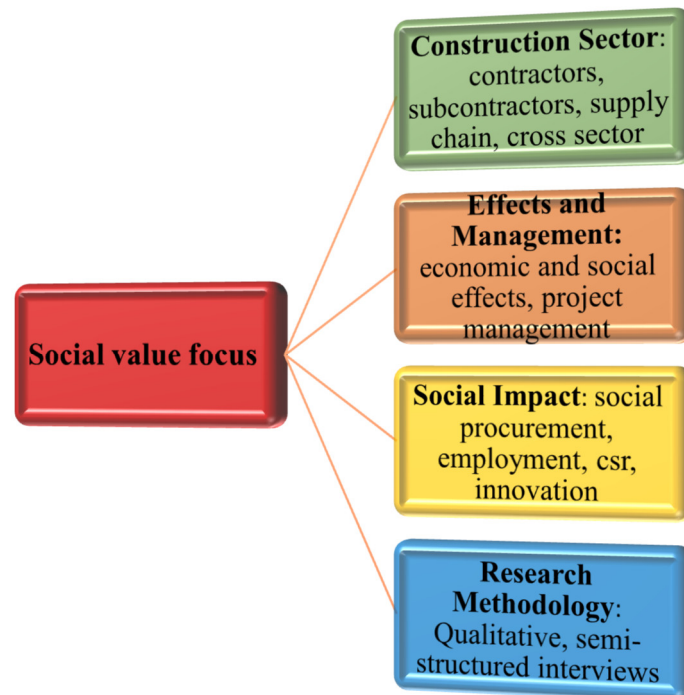 Construction Sector:
contractors,
subcontractors, supply
chain, cross sector
Effects and
Management:
economic and social
effects, project
management
Social value focus
Social Impact: social
procurement,
employment, csr,
innovation
Research
Methodology:
Qualitative, semi-
structured interviews